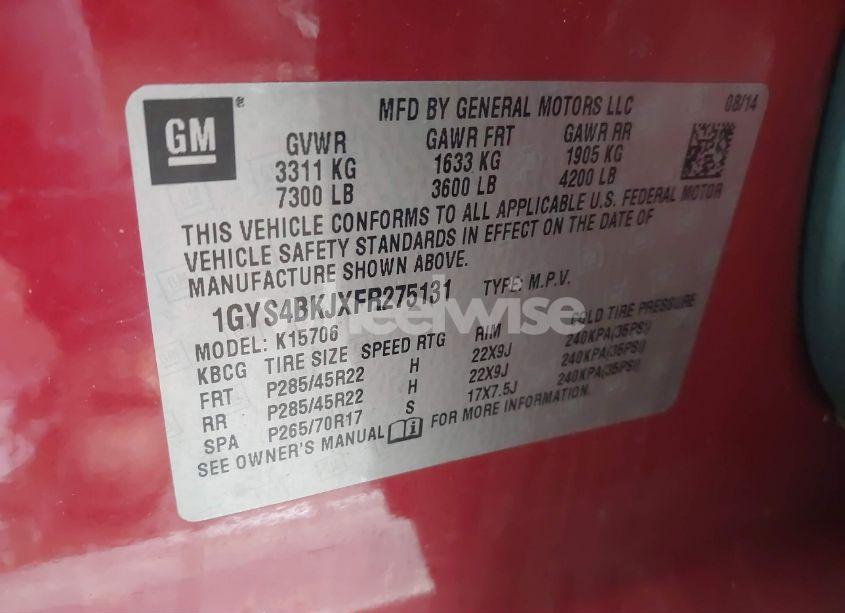 GM®
MFD BY GENERAL MOTORS LLC 08/14
GVWR GAWR FRT GAWR RR
3311 KG 1633 KG 1905 KG
7300 LB 3600 LB 4200 LB
THIS VEHICLE CONFORMS TO ALL APPLICABLE U.S. FEDERAL MOTOR
VEHICLE SAFETY STANDARDS IN EFFECT ON THE DATE OF
MANUFACTURE SHOWN ABOVE.
1GYS4BKJXFR275131 TYPE: M.P.V.
wheelwise
MODEL: K15706
KBCG TIRE SIZE SPEED RTG RIM COLD TIRE PRESSURE
FRT P285/45R22 H 22X9J 240KPA(35PSI)
RR P285/45R22 H 22X9J 240KPA(35PSI)
SPA P265/70R17 S 17X7.5J 240KPA(35PSI)
SEE OWNER'S MANUAL FOR MORE INFORMATION.